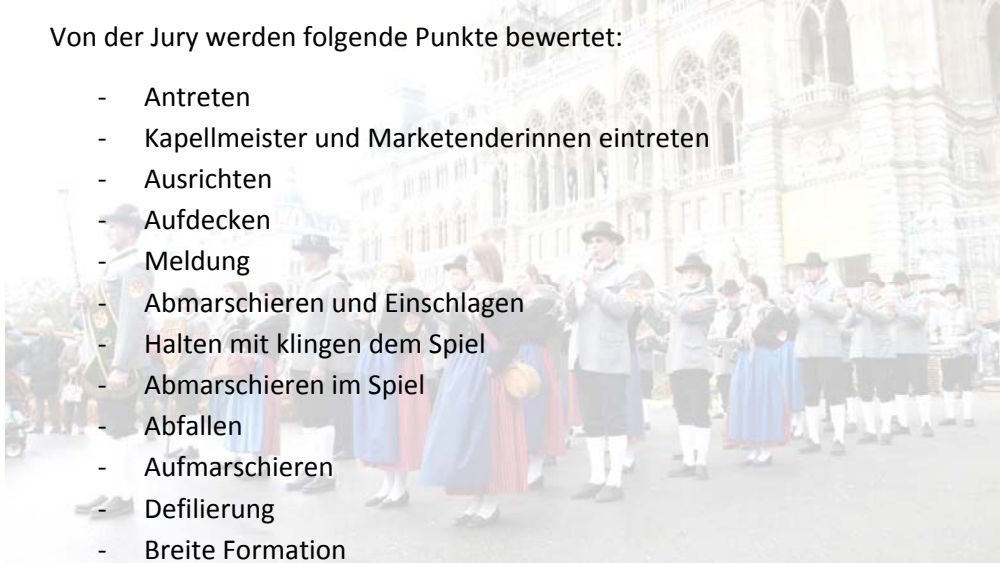 Von der Jury werden folgende Punkte bewertet:
- Antreten
- Kapellmeister und Marketenderinnen eintreten
- Ausrichten
- Aufdecken
- Meldung
- Abmarschieren und Einschlagen
- Halten mit klingen dem Spiel
- Abmarschieren im Spiel
- Abfallen
- Aufmarschieren
- Defilierung
- Breite Formation